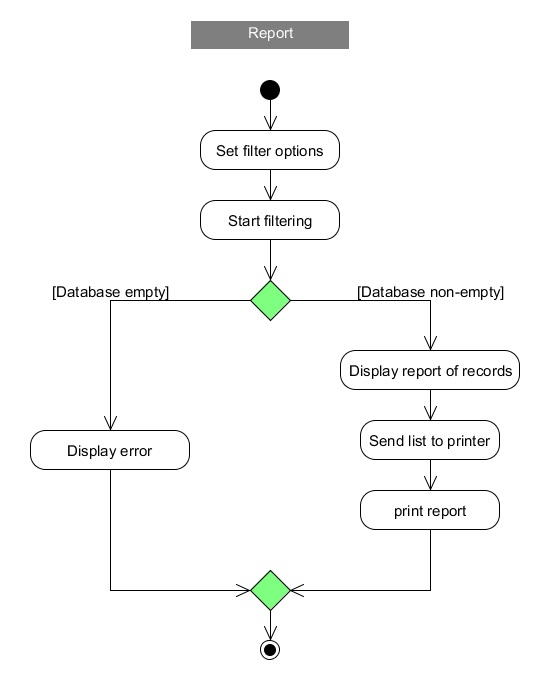 Report
Set filter options
Start filtering
[Database empty]
[Database non-empty]
Display report of records
Send list to printer
Display error
print report